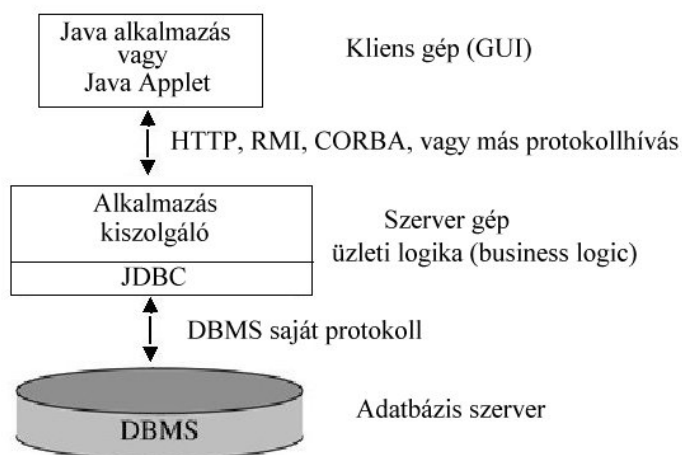 Java alkalmazás
vagy
Java Applet
Kliens gép (GUI)
HTTP, RMI, CORBA, vagy más protokollhívás
Alkalmazás
kiszolgáló
JDBC
Szerver gép
üzleti logika (business logic)
DBMS saját protokoll
DBMS
Adatbázis szerver